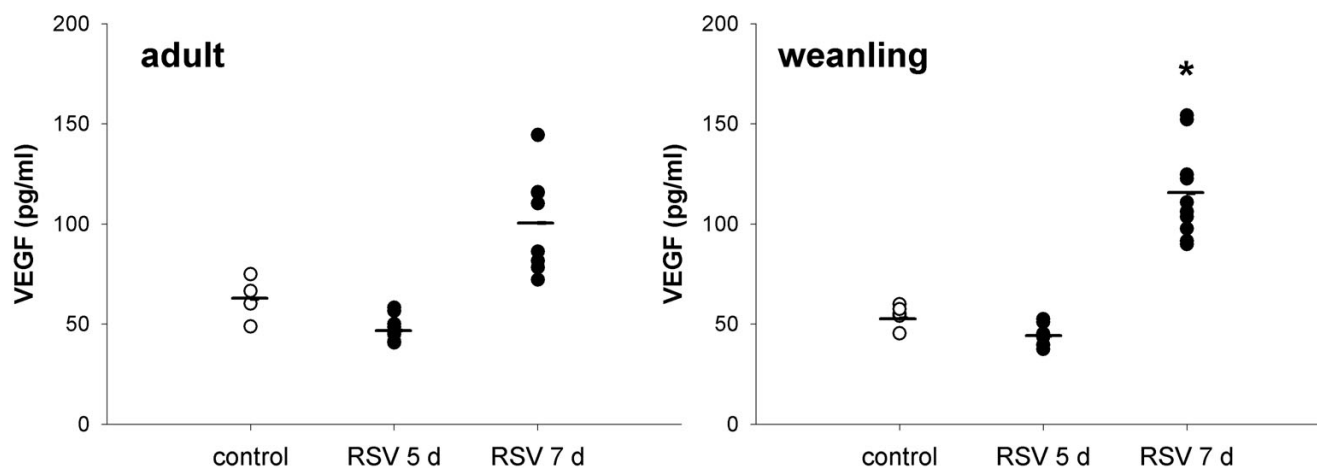 adult
VEGF (pg/ml)
200
150
100
50
0
control RSV 5 d RSV 7 d
weanling
*
VEGF (pg/ml)
200
150
100
50
0
control RSV 5 d RSV 7 d